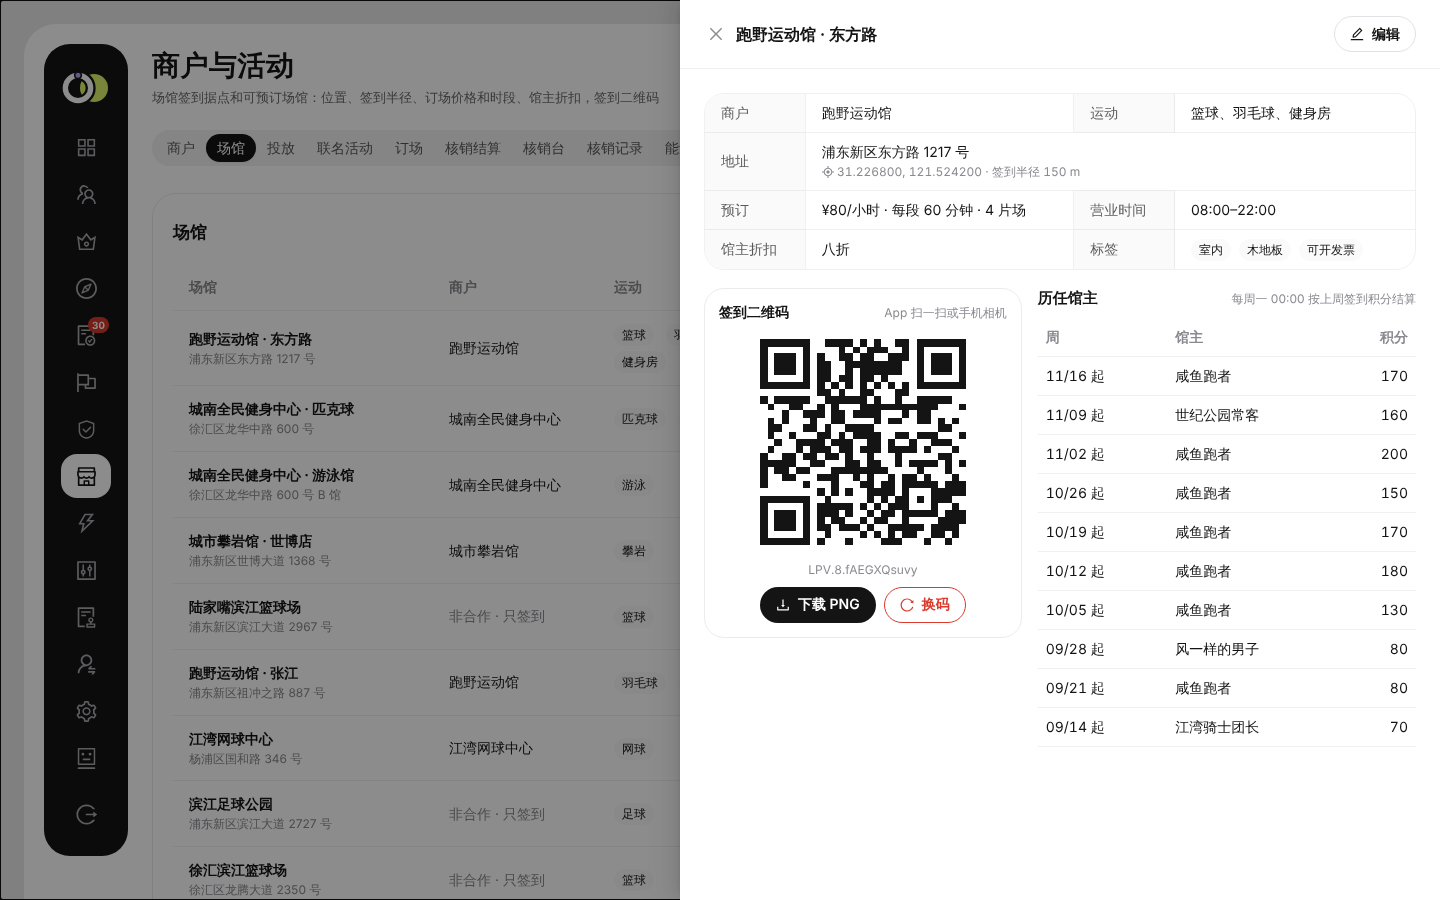 商户与活动
场馆签到据点和可预订场馆：位置、签到半径、订场价格和时段、馆主折扣，签到二维码
商户 场馆 投放 联名活动 订场 核销结算 核销台 核销记录
30
场馆
场馆 商户 运动
跑野运动馆 · 东方路
浦东新区东方路 1217 号
跑野运动馆
篮球
健身房
城南全民健身中心 · 匹克球
徐汇区龙华中路 600 号
城南全民健身中心
匹克球
城南全民健身中心 · 游泳馆
徐汇区龙华中路 600 号 B 馆
城南全民健身中心
游泳
城市攀岩馆 · 世博店
浦东新区世博大道 1368 号
城市攀岩馆
攀岩
陆家嘴滨江篮球场
浦东新区滨江大道 2967 号
非合作 · 只签到
篮球
跑野运动馆 · 张江
浦东新区祖冲之路 887 号
跑野运动馆
羽毛球
江湾网球中心
杨浦区国和路 346 号
江湾网球中心
网球
滨江足球公园
浦东新区滨江大道 2727 号
非合作 · 只签到
足球
徐汇滨江篮球场
徐汇区龙腾大道 2350 号
非合作 · 只签到
篮球
跑野运动馆 · 东方路
编辑
商户 跑野运动馆 运动 篮球、羽毛球、健身房
地址 浦东新区东方路 1217 号
31.226800, 121.524200 · 签到半径 150 m
预订 ¥80/小时 · 每段 60 分钟 · 4 片场 营业时间 08:00–22:00
馆主折扣 八折 标签 室内 木地板 可开发票
签到二维码 App 扫一扫或手机相机
LPV.8.fAEGXQsuvy
下载 PNG 换码
历任馆主 每周一 00:00 按上周签到积分结算
周 馆主 积分
11/16 起 咸鱼跑者 170
11/09 起 世纪公园常客 160
11/02 起 咸鱼跑者 200
10/26 起 咸鱼跑者 150
10/19 起 咸鱼跑者 170
10/12 起 咸鱼跑者 180
10/05 起 咸鱼跑者 130
09/28 起 风一样的男子 80
09/21 起 咸鱼跑者 80
09/14 起 江湾骑士团长 70